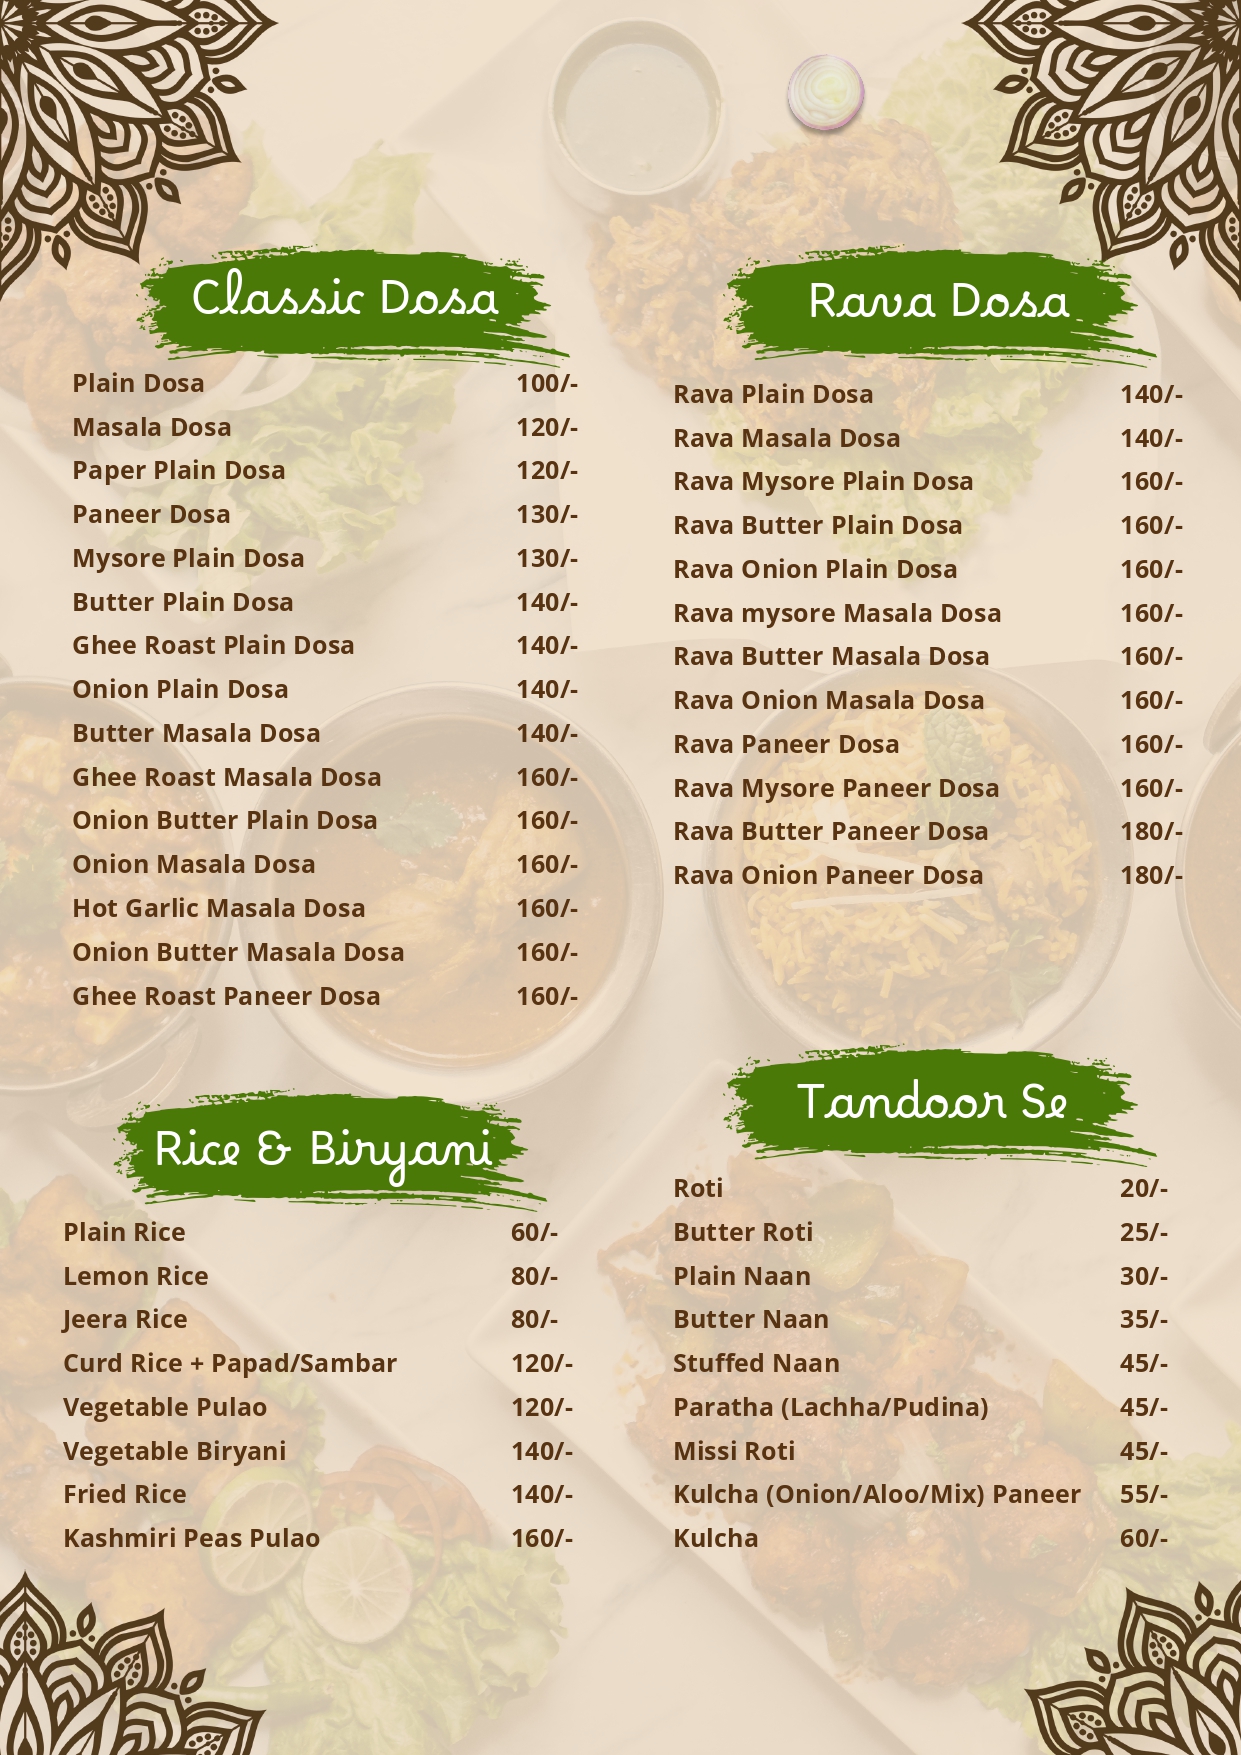 Classic Dosa
Plain Dosa 100/-
Masala Dosa 120/-
Paper Plain Dosa 120/-
Paneer Dosa 130/-
Mysore Plain Dosa 130/-
Butter Plain Dosa 140/-
Ghee Roast Plain Dosa 140/-
Onion Plain Dosa 140/-
Butter Masala Dosa 140/-
Ghee Roast Masala Dosa 160/-
Onion Butter Plain Dosa 160/-
Onion Masala Dosa 160/-
Hot Garlic Masala Dosa 160/-
Onion Butter Masala Dosa 160/-
Ghee Roast Paneer Dosa 160/-
Rava Dosa
Rava Plain Dosa 140/-
Rava Masala Dosa 140/-
Rava Mysore Plain Dosa 160/-
Rava Butter Plain Dosa 160/-
Rava Onion Plain Dosa 160/-
Rava mysore Masala Dosa 160/-
Rava Butter Masala Dosa 160/-
Rava Onion Masala Dosa 160/-
Rava Paneer Dosa 160/-
Rava Mysore Paneer Dosa 160/-
Rava Butter Paneer Dosa 180/-
Rava Onion Paneer Dosa 180/-
Rice & Biryani
Plain Rice 60/-
Lemon Rice 80/-
Jeera Rice 80/-
Curd Rice + Papad/Sambar 120/-
Vegetable Pulao 120/-
Vegetable Biryani 140/-
Fried Rice 140/-
Kashmiri Peas Pulao 160/-
Tandoor Se
Roti 20/-
Butter Roti 25/-
Plain Naan 30/-
Butter Naan 35/-
Stuffed Naan 45/-
Paratha (Lachha/Pudina) 45/-
Missi Roti 45/-
Kulcha (Onion/Aloo/Mix) Paneer 55/-
Kulcha 60/-